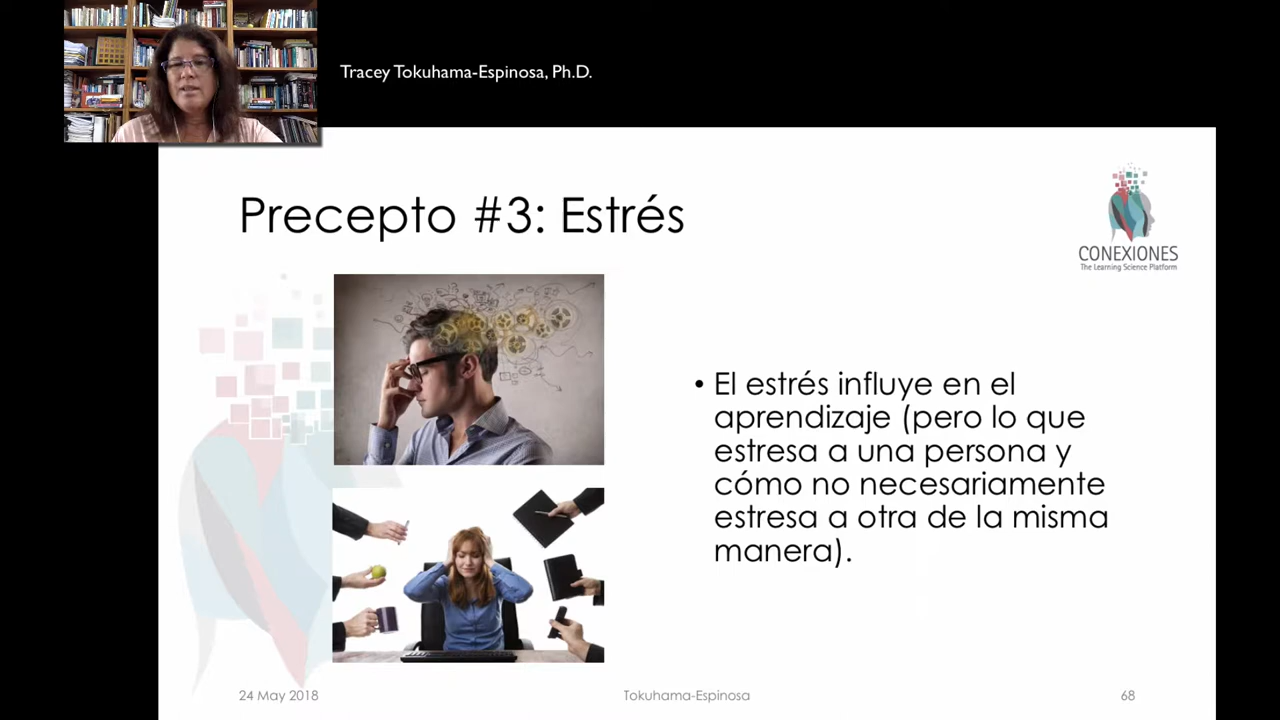 Tracey Tokuhama-Espinosa, Ph.D.
Precepto #3: Estrés
CONEXIONES
The Learning Science Platform
• El estrés influye en el
aprendizaje (pero lo que
estresa a una persona y
cómo no necesariamente
estresa a otra de la misma
manera).
24 May 2018
Tokuhama-Espinosa
68